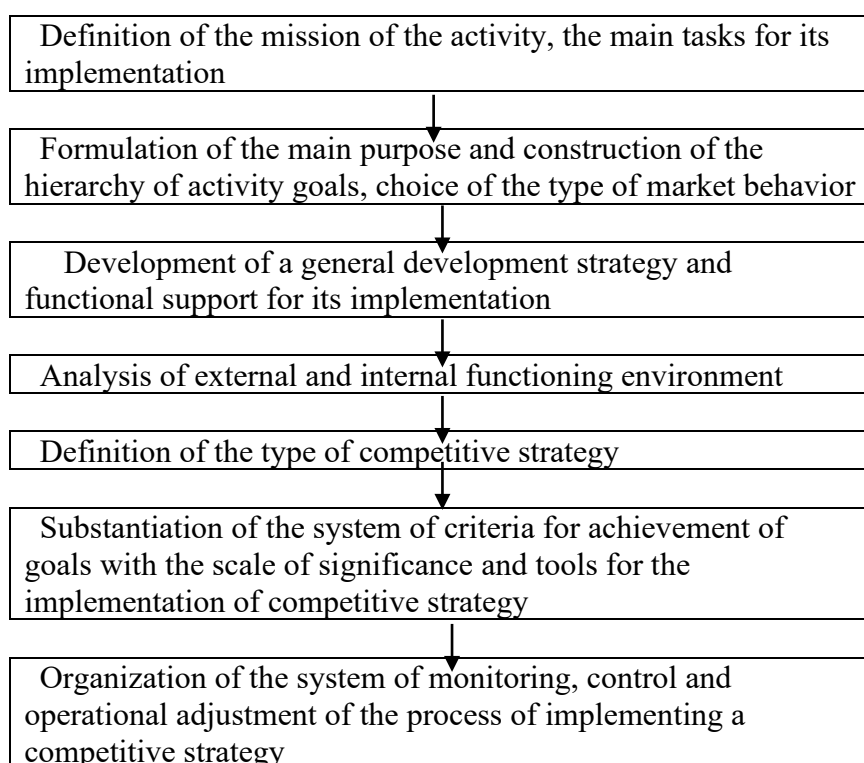 Definition of the mission of the activity, the main tasks for its
implementation
Formulation of the main purpose and construction of the
hierarchy of activity goals, choice of the type of market behavior
Development of a general development strategy and
functional support for its implementation
Analysis of external and internal functioning environment
Definition of the type of competitive strategy
Substantiation of the system of criteria for achievement of
goals with the scale of significance and tools for the
implementation of competitive strategy
Organization of the system of monitoring, control and
operational adjustment of the process of implementing a
competitive strategy